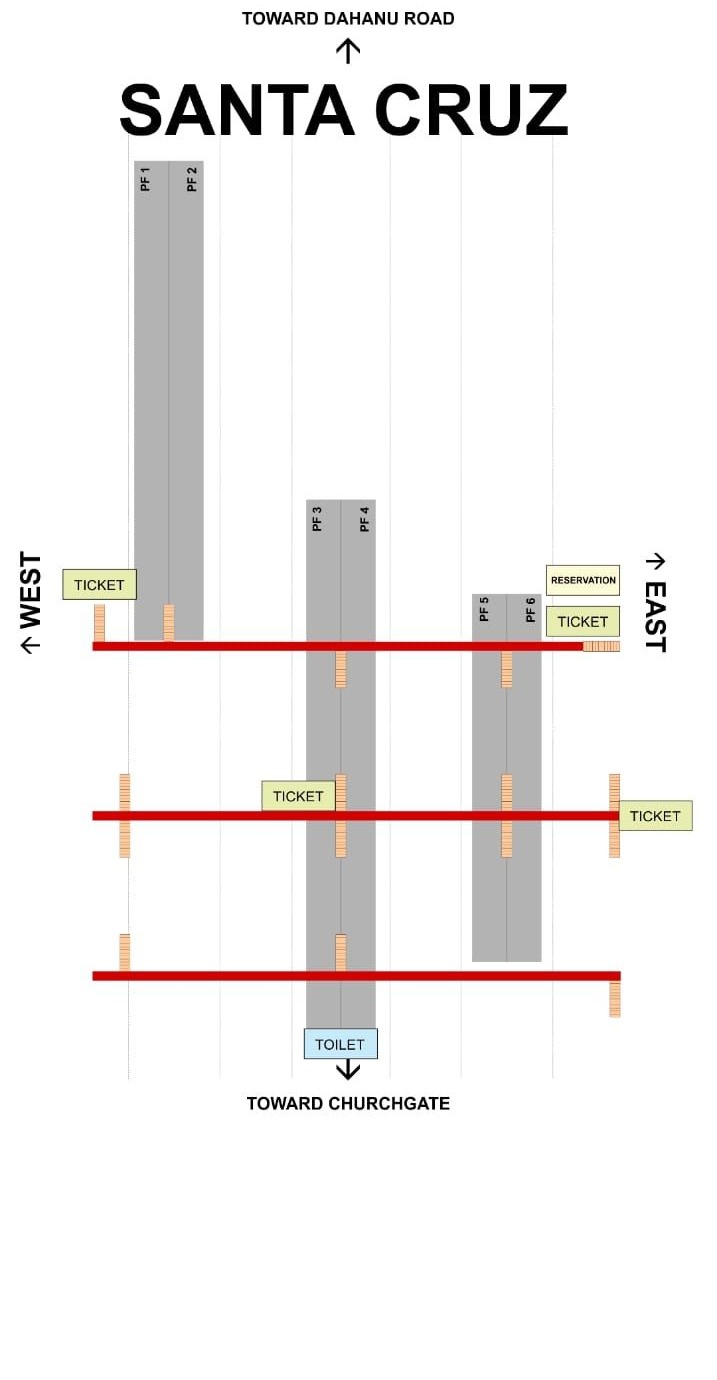 TOWARD DAHANU ROAD
↑
SANTA CRUZ
PF 1
PF 2
PF 3
PF 4
← WEST
→ EAST
TICKET
RESERVATION
PF 5
PF 6
TICKET
TICKET
TICKET
TOILET
↓
TOWARD CHURCHGATE